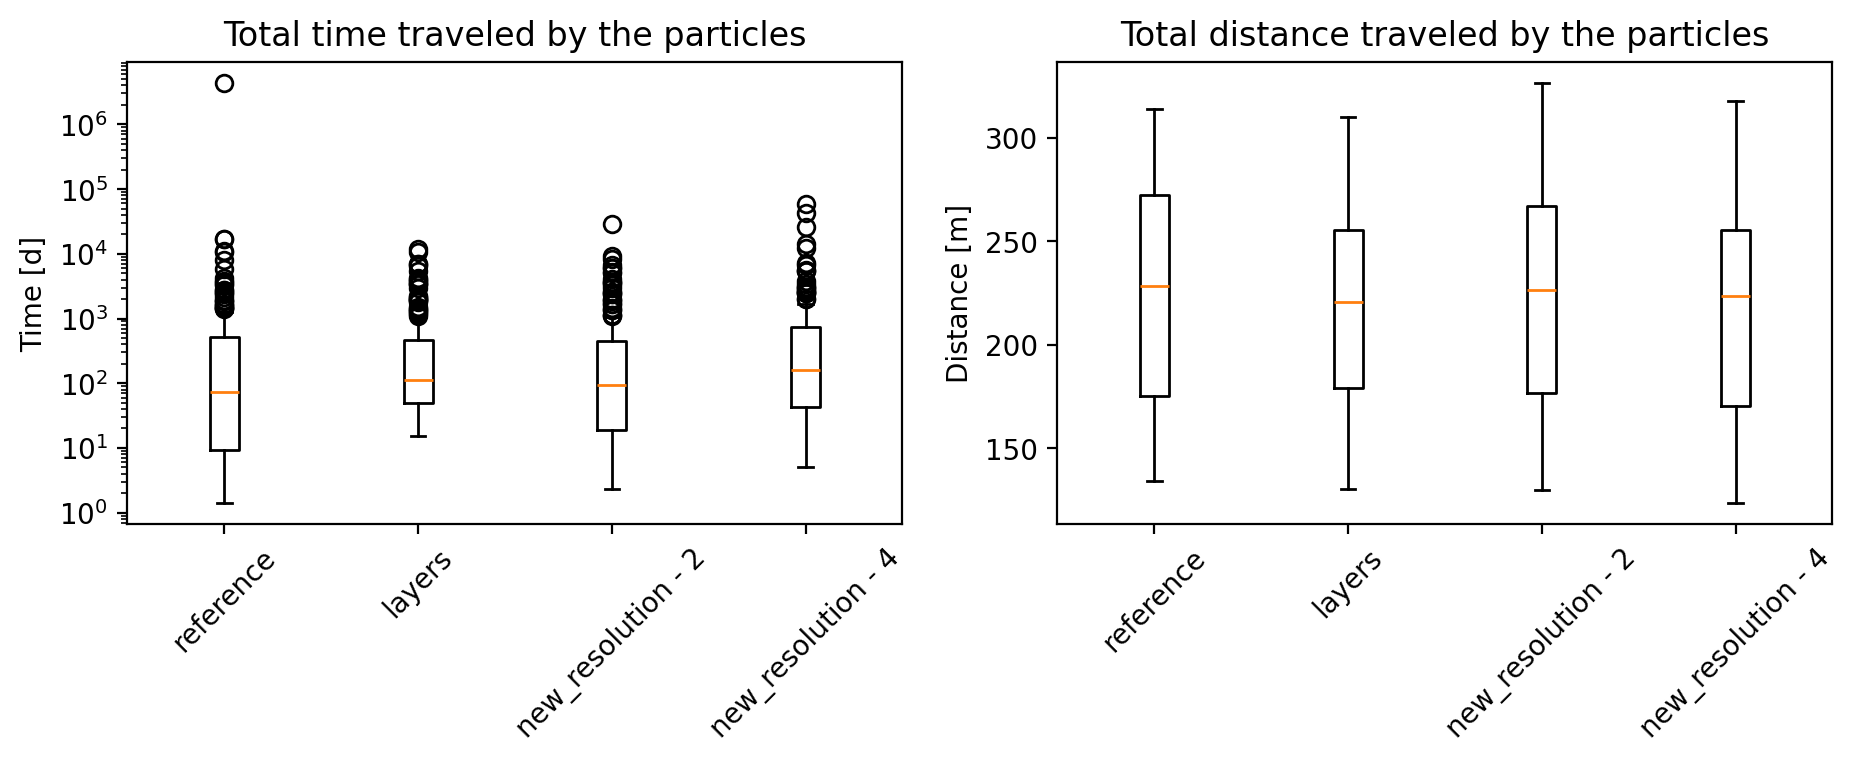 Total time traveled by the particles
Time [d]
10^6
10^5
10^4
10^3
10^2
10^1
10^0
reference
layers
new_resolution - 2
new_resolution - 4
Total distance traveled by the particles
Distance [m]
300
250
200
150
reference
layers
new_resolution - 2
new_resolution - 4